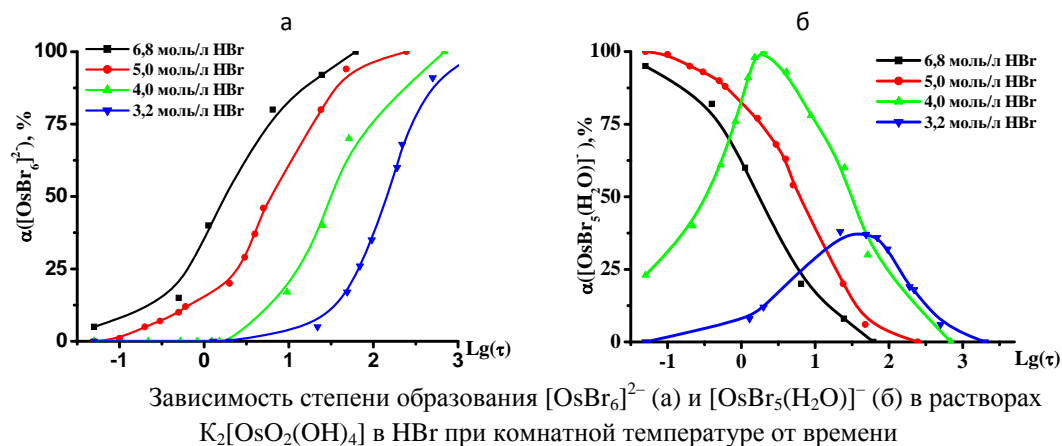 а
6,8 моль/л HBr
5,0 моль/л HBr
4,0 моль/л HBr
3,2 моль/л HBr
α([OsBr₆]²⁻), %
100
75
50
25
0
-1
0
1
2
3
Lg(τ)
б
6,8 моль/л HBr
5,0 моль/л HBr
4,0 моль/л HBr
3,2 моль/л HBr
α([OsBr₅(H₂O)]⁻), %
100
75
50
25
0
-1
0
1
2
3
Lg(τ)
Зависимость степени образования [OsBr₆]²⁻ (а) и [OsBr₅(H₂O)]⁻ (б) в растворах
K₂[OsO₂(OH)₄] в HBr при комнатной температуре от времени